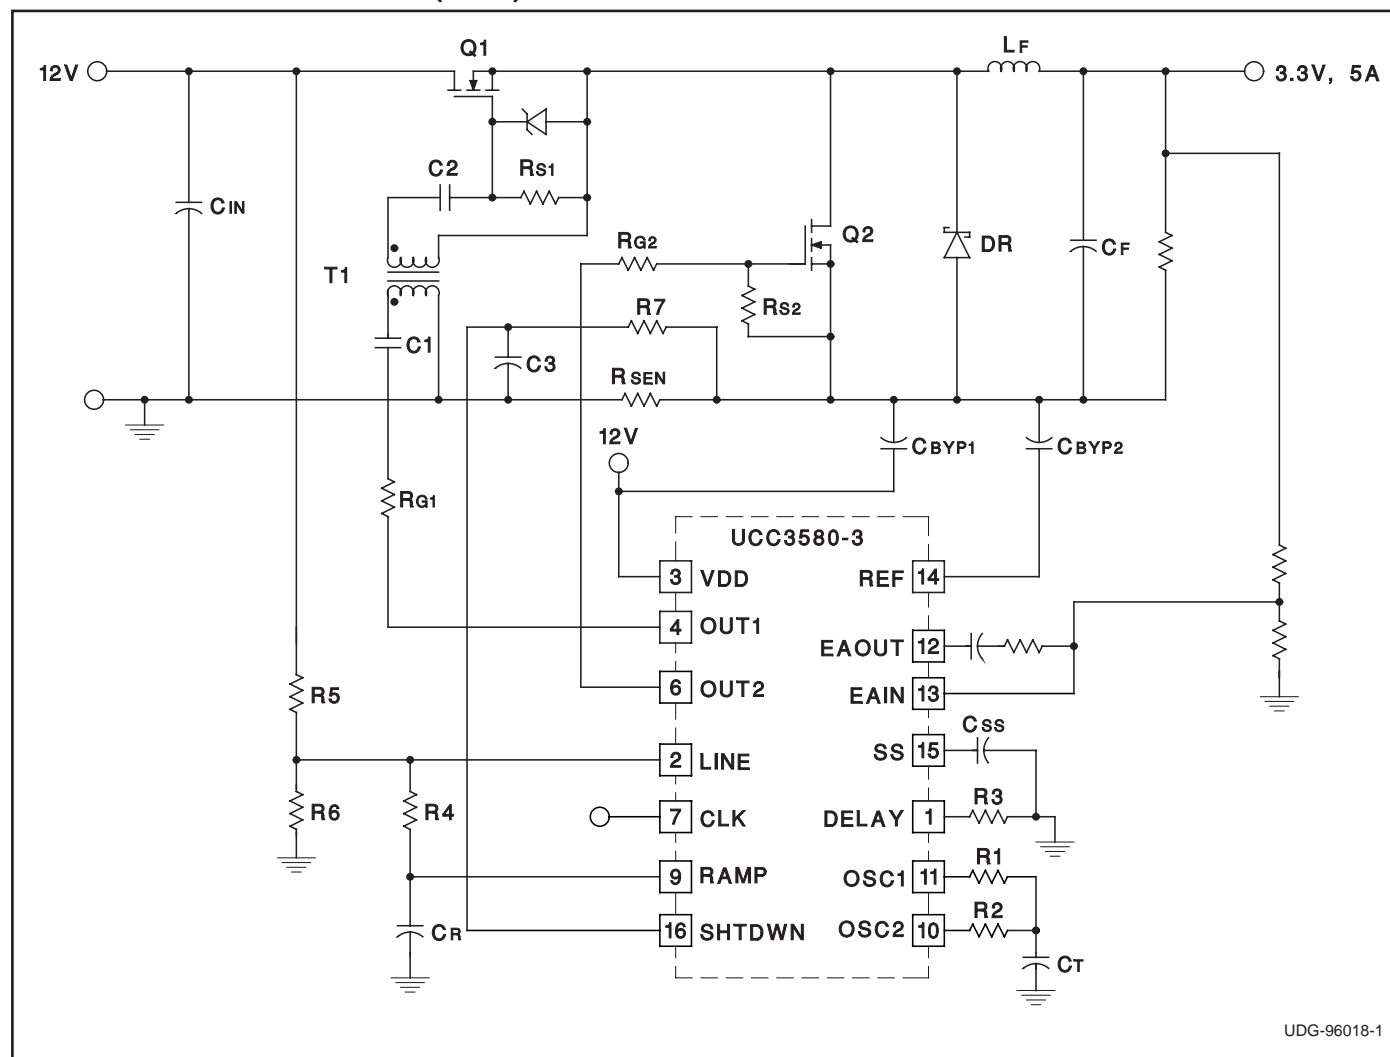 Q1
LF
12V
3.3V, 5A
C2
RS1
CIN
Q2
DR
CF
RG2
T1
R7
RS2
C1
C3
RSEN
12V
CBYP1
CBYP2
RG1
UCC3580-3
3 VDD
REF 14
4 OUT1
EAOUT 12
6 OUT2
EAIN 13
R5
CSS
2 LINE
SS 15
R6
R4
R3
7 CLK
DELAY 1
R1
9 RAMP
OSC1 11
R2
CR
16 SHTDWN
OSC2 10
CT
UDG-96018-1